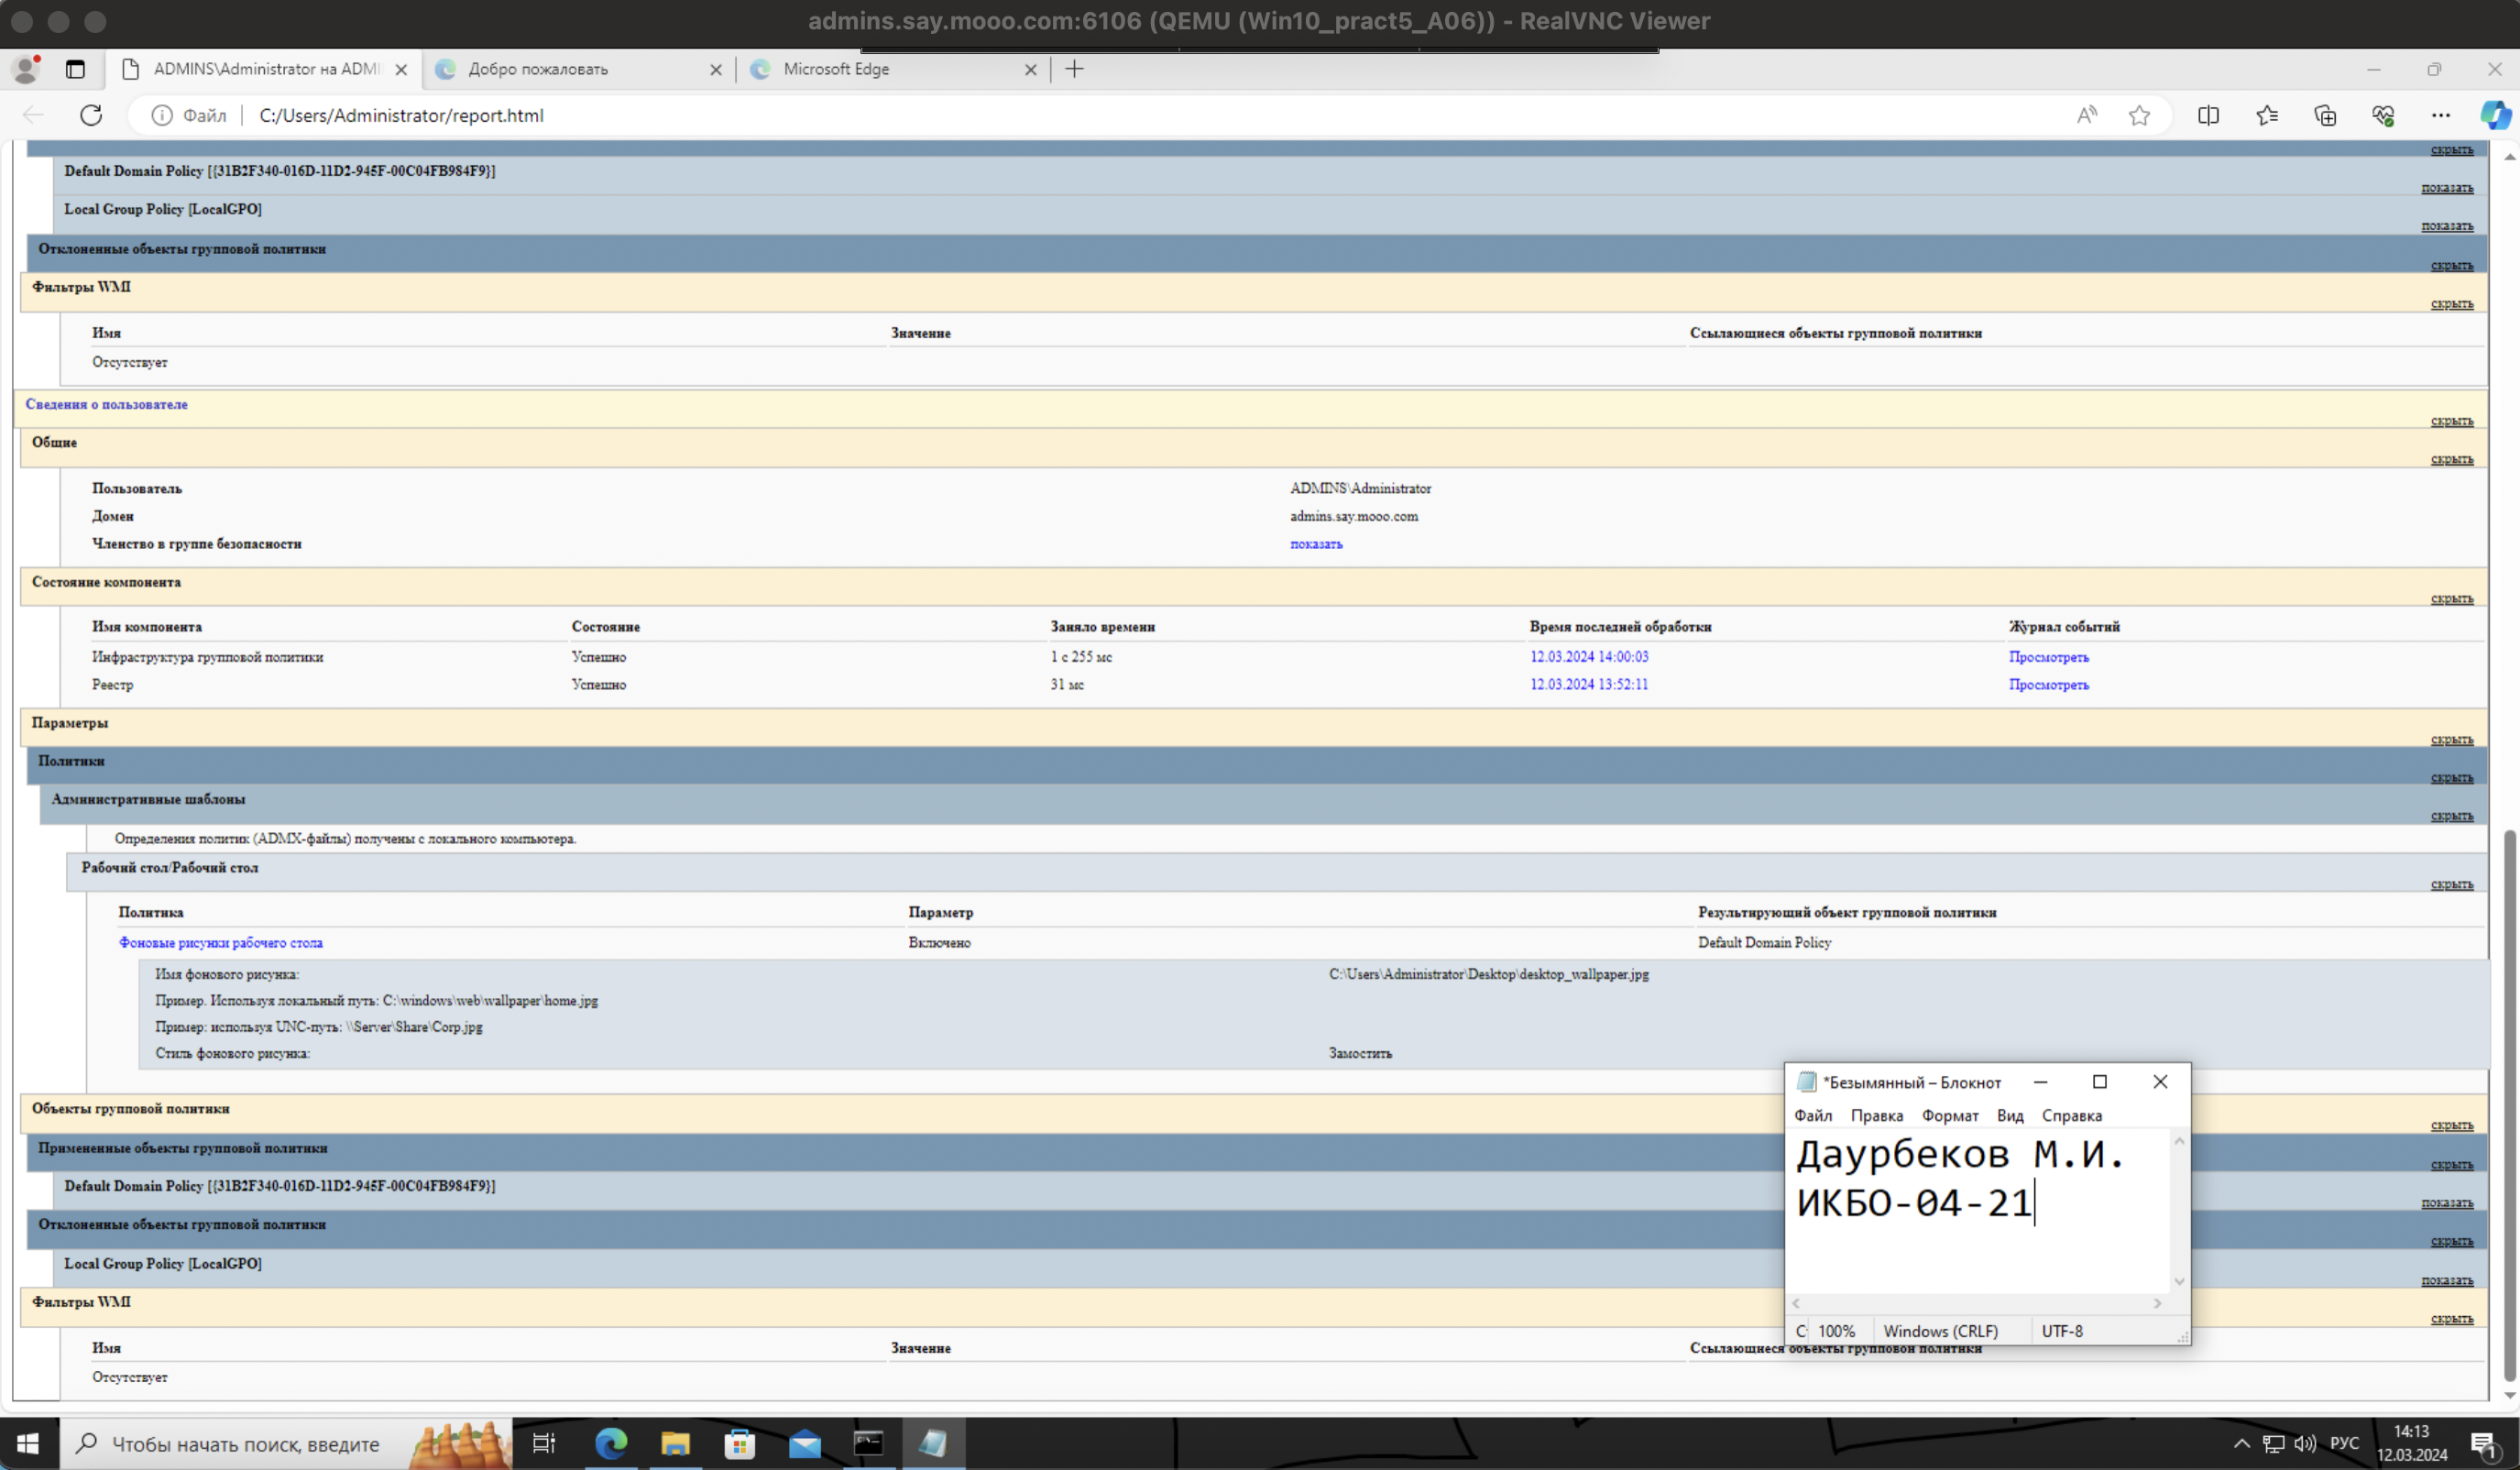 admins.say.mooo.com:6106 (QEMU (Win10_pract5_A06)) - RealVNC Viewer
ADMINS\Administrator на ADMI
Добро пожаловать
Microsoft Edge
Файл
C:/Users/Administrator/report.html
скрыть
Default Domain Policy [{31B2F340-016D-11D2-945F-00C04FB984F9}]
показать
Local Group Policy [LocalGPO]
показать
Отклоненные объекты групповой политики
скрыть
Фильтры WMI
скрыть
Имя Значение Ссылающиеся объекты групповой политики
Отсутствует
Сведения о пользователе
скрыть
Общие
скрыть
Пользователь ADMINS\Administrator
Домен admins.say.mooo.com
Членство в группе безопасности показать
Состояние компонента
скрыть
Имя компонента Состояние Заняло времени Время последней обработки Журнал событий
Инфраструктура групповой политики Успешно 1 с 255 мс 12.03.2024 14:00:03 Просмотреть
Реестр Успешно 31 мс 12.03.2024 13:52:11 Просмотреть
Параметры
скрыть
Политики
скрыть
Административные шаблоны
скрыть
Определения политик (ADMX-файлы) получены с локального компьютера.
Рабочий стол/Рабочий стол
скрыть
Политика Параметр Результирующий объект групповой политики
Фоновые рисунки рабочего стола Включено Default Domain Policy
Имя фонового рисунка: C:\Users\Administrator\Desktop\desktop_wallpaper.jpg
Пример. Используя локальный путь: C:\windows\web\wallpaper\home.jpg
Пример: используя UNC-путь: \\Server\Share\Corp.jpg
Стиль фонового рисунка: Замостить
Объекты групповой политики
скрыть
Примененные объекты групповой политики
скрыть
Default Domain Policy [{31B2F340-016D-11D2-945F-00C04FB984F9}]
показать
Отклоненные объекты групповой политики
скрыть
Local Group Policy [LocalGPO]
показать
Фильтры WMI
скрыть
Имя Значение Ссылающиеся объекты групповой политики
Отсутствует
*Безымянный – Блокнот
Файл Правка Формат Вид Справка
Даурбеков М.И.
ИКБО-04-21
С 100% Windows (CRLF) UTF-8
Чтобы начать поиск, введите
РУС
14:13
12.03.2024
1